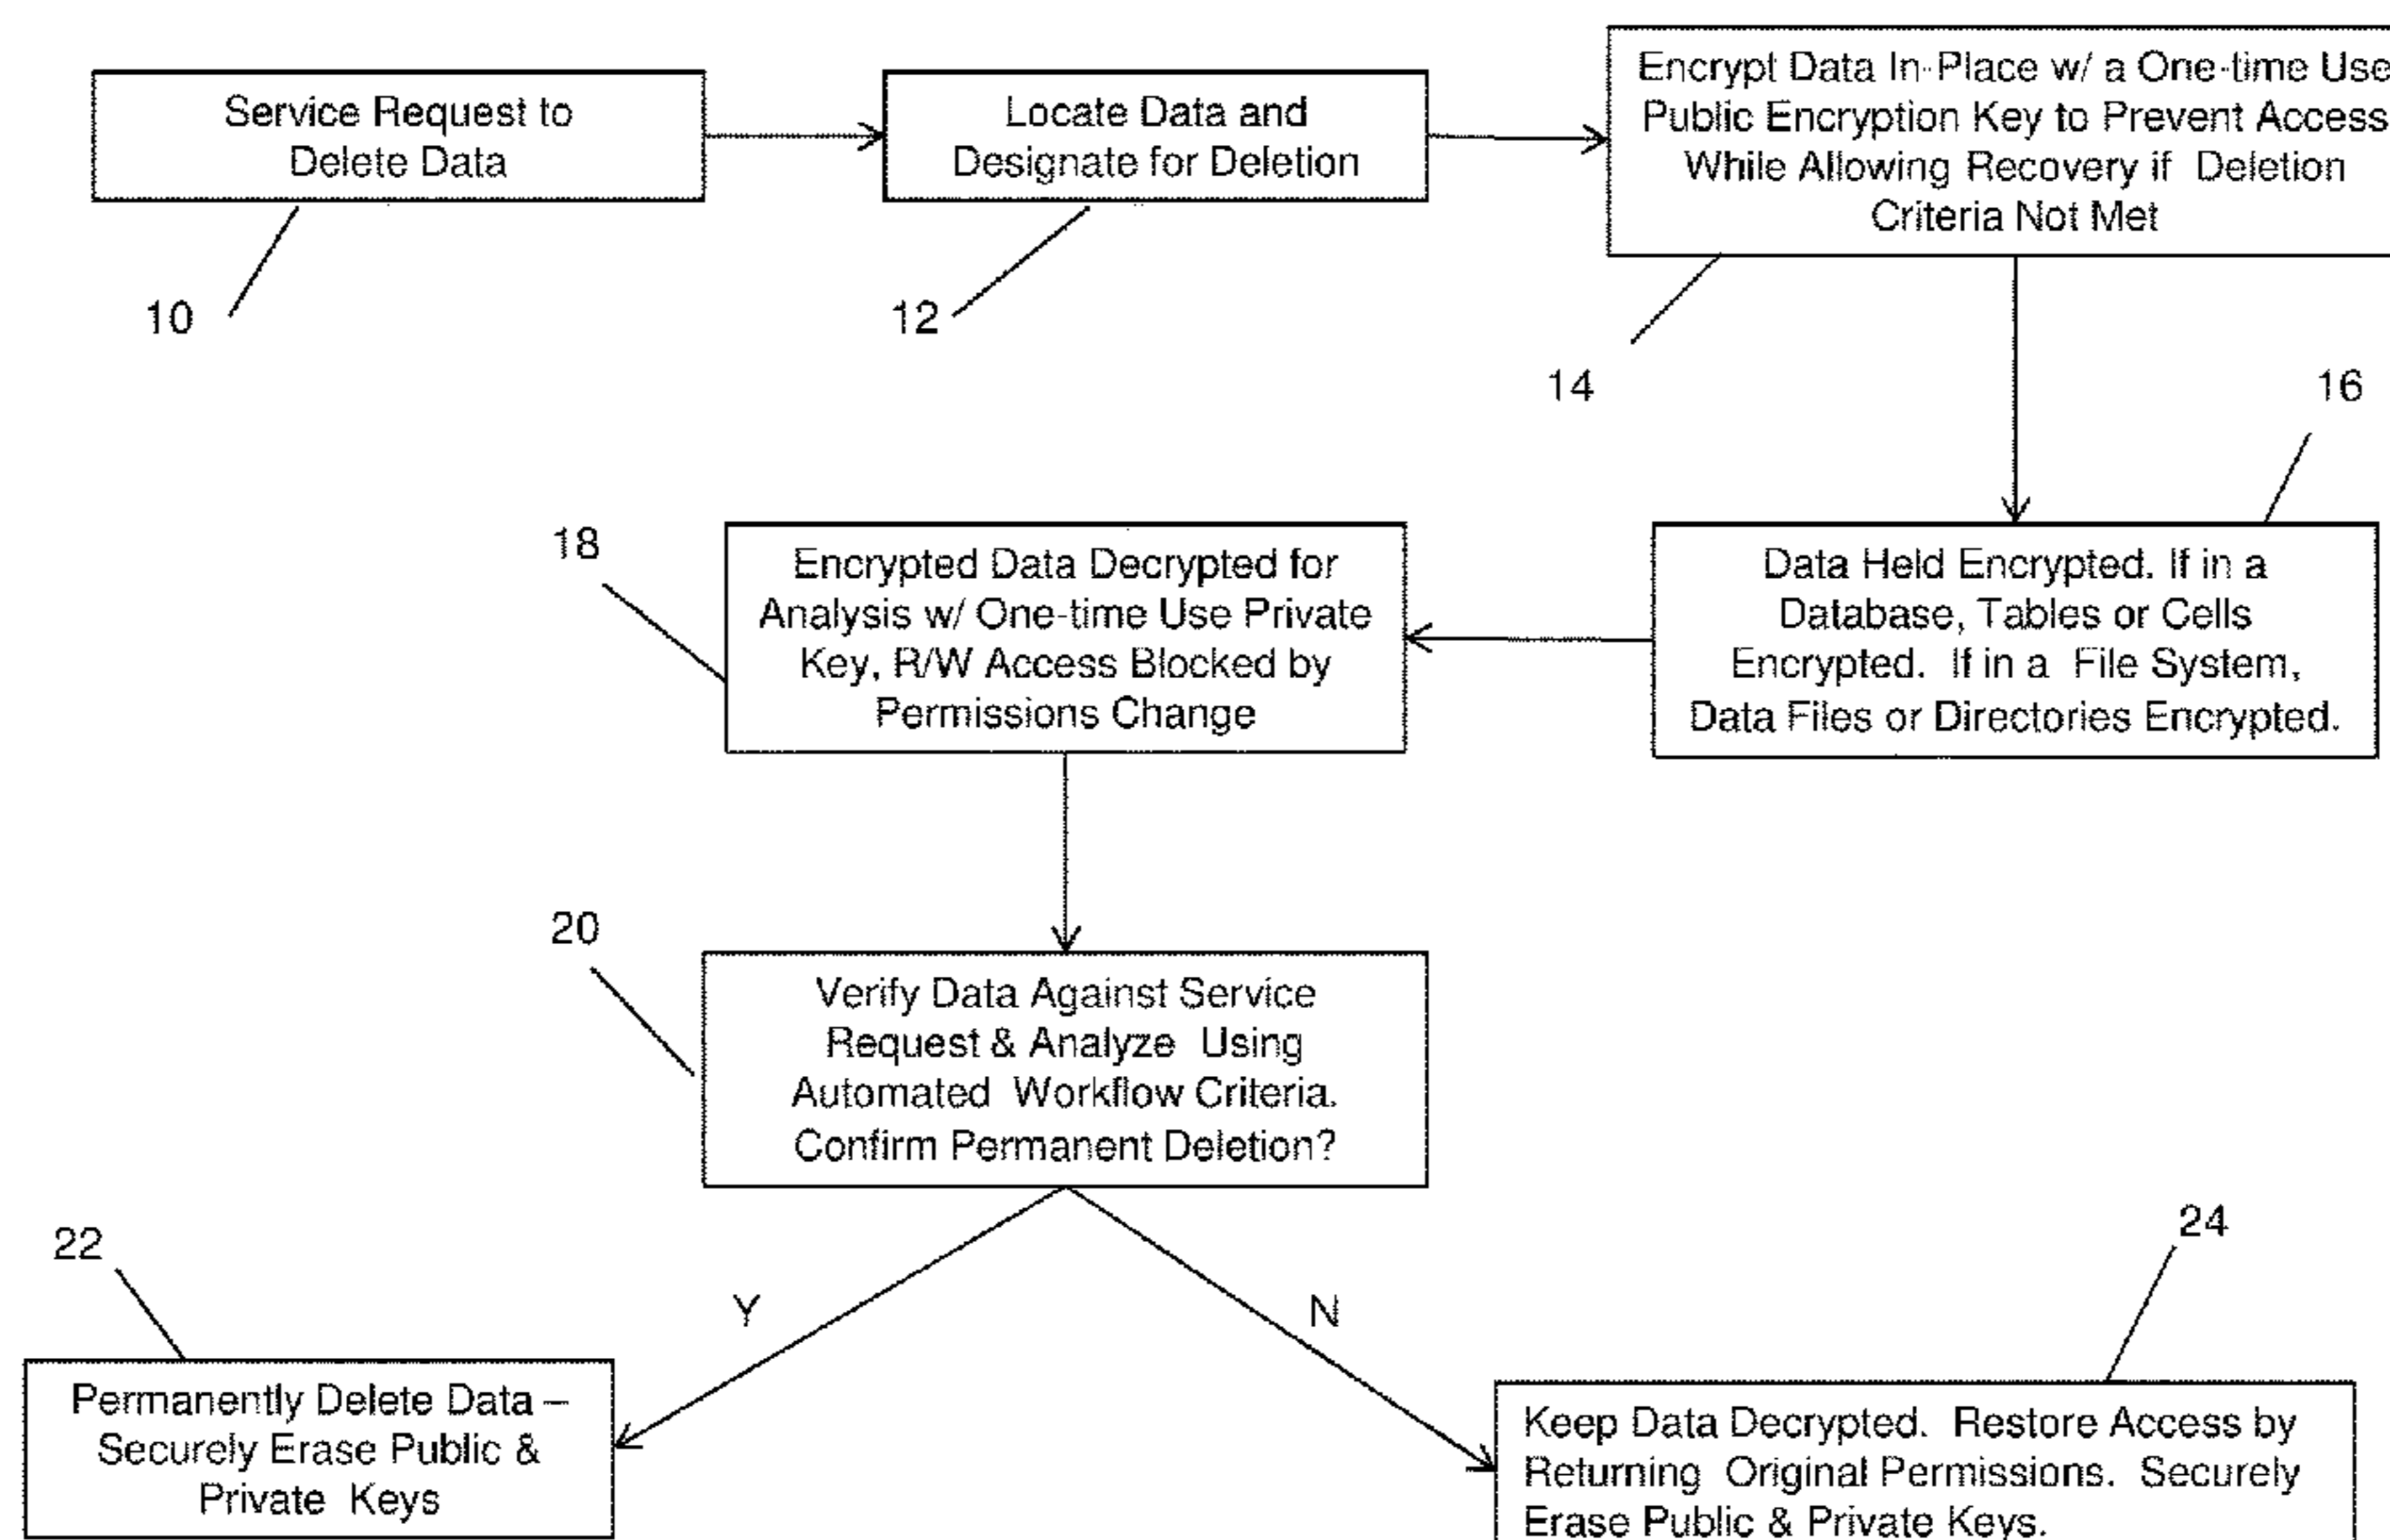 Service Request to
Delete Data
10
Locate Data and
Designate for Deletion
12
Encrypt Data In-Place w/ a One-time Use
Public Encryption Key to Prevent Access
While Allowing Recovery if Deletion
Criteria Not Met
14
16
Data Held Encrypted. If in a
Database, Tables or Cells
Encrypted. If in a File System,
Data Files or Directories Encrypted.
18
Encrypted Data Decrypted for
Analysis w/ One-time Use Private
Key, R/W Access Blocked by
Permissions Change
20
Verify Data Against Service
Request & Analyze Using
Automated Workflow Criteria.
Confirm Permanent Deletion?
Y
N
22
Permanently Delete Data –
Securely Erase Public &
Private Keys
24
Keep Data Decrypted. Restore Access by
Returning Original Permissions. Securely
Erase Public & Private Keys.